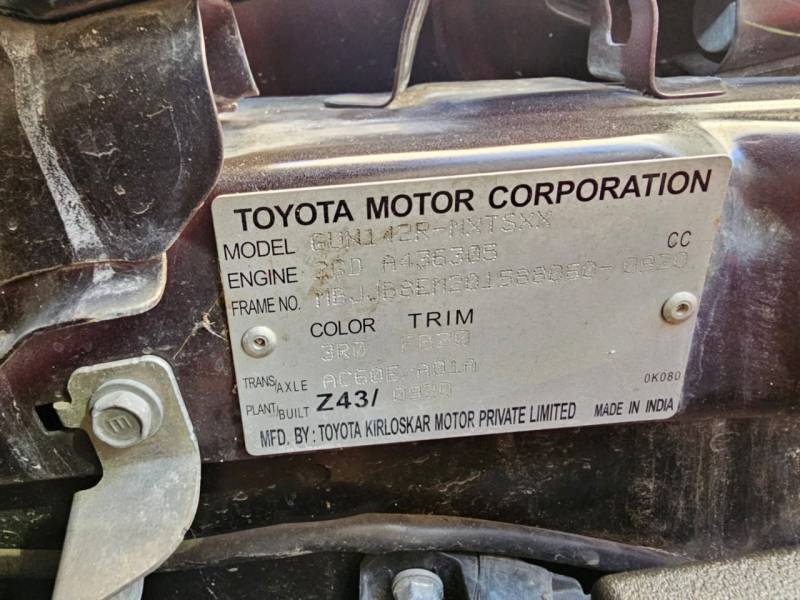 TOYOTA MOTOR CORPORATION
MODEL GUN142R-MXTSXX
ENGINE 2GD A436305 CC
FRAME NO. MBJJB8EM301588060-0920
COLOR TRIM
3R0 FB20
TRANS/AXLE AC60E/A01A
PLANT/BUILT Z43/ 0920
0K080
MFD. BY : TOYOTA KIRLOSKAR MOTOR PRIVATE LIMITED MADE IN INDIA